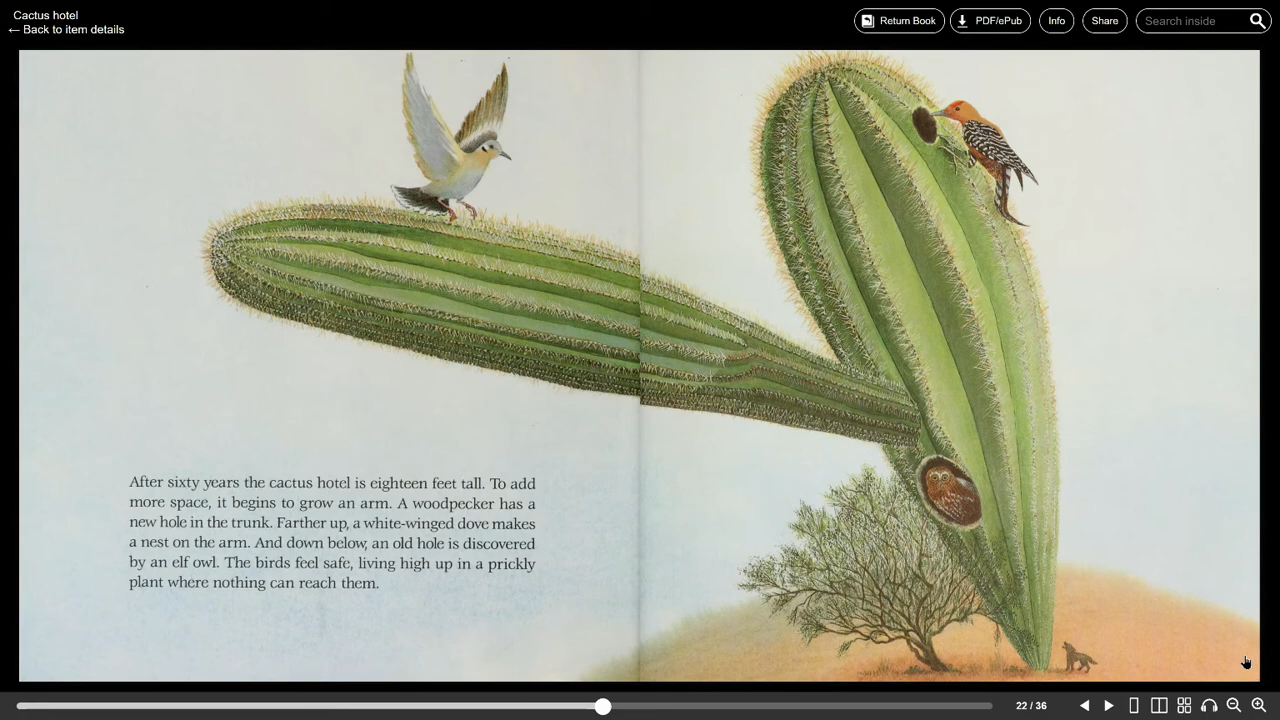 Cactus hotel
← Back to item details
Return Book
PDF/ePub
Info
Share
Search inside
After sixty years the cactus hotel is eighteen feet tall. To add
more space, it begins to grow an arm. A woodpecker has a
new hole in the trunk. Farther up, a white-winged dove makes
a nest on the arm. And down below, an old hole is discovered
by an elf owl. The birds feel safe, living high up in a prickly
plant where nothing can reach them.
22 / 36